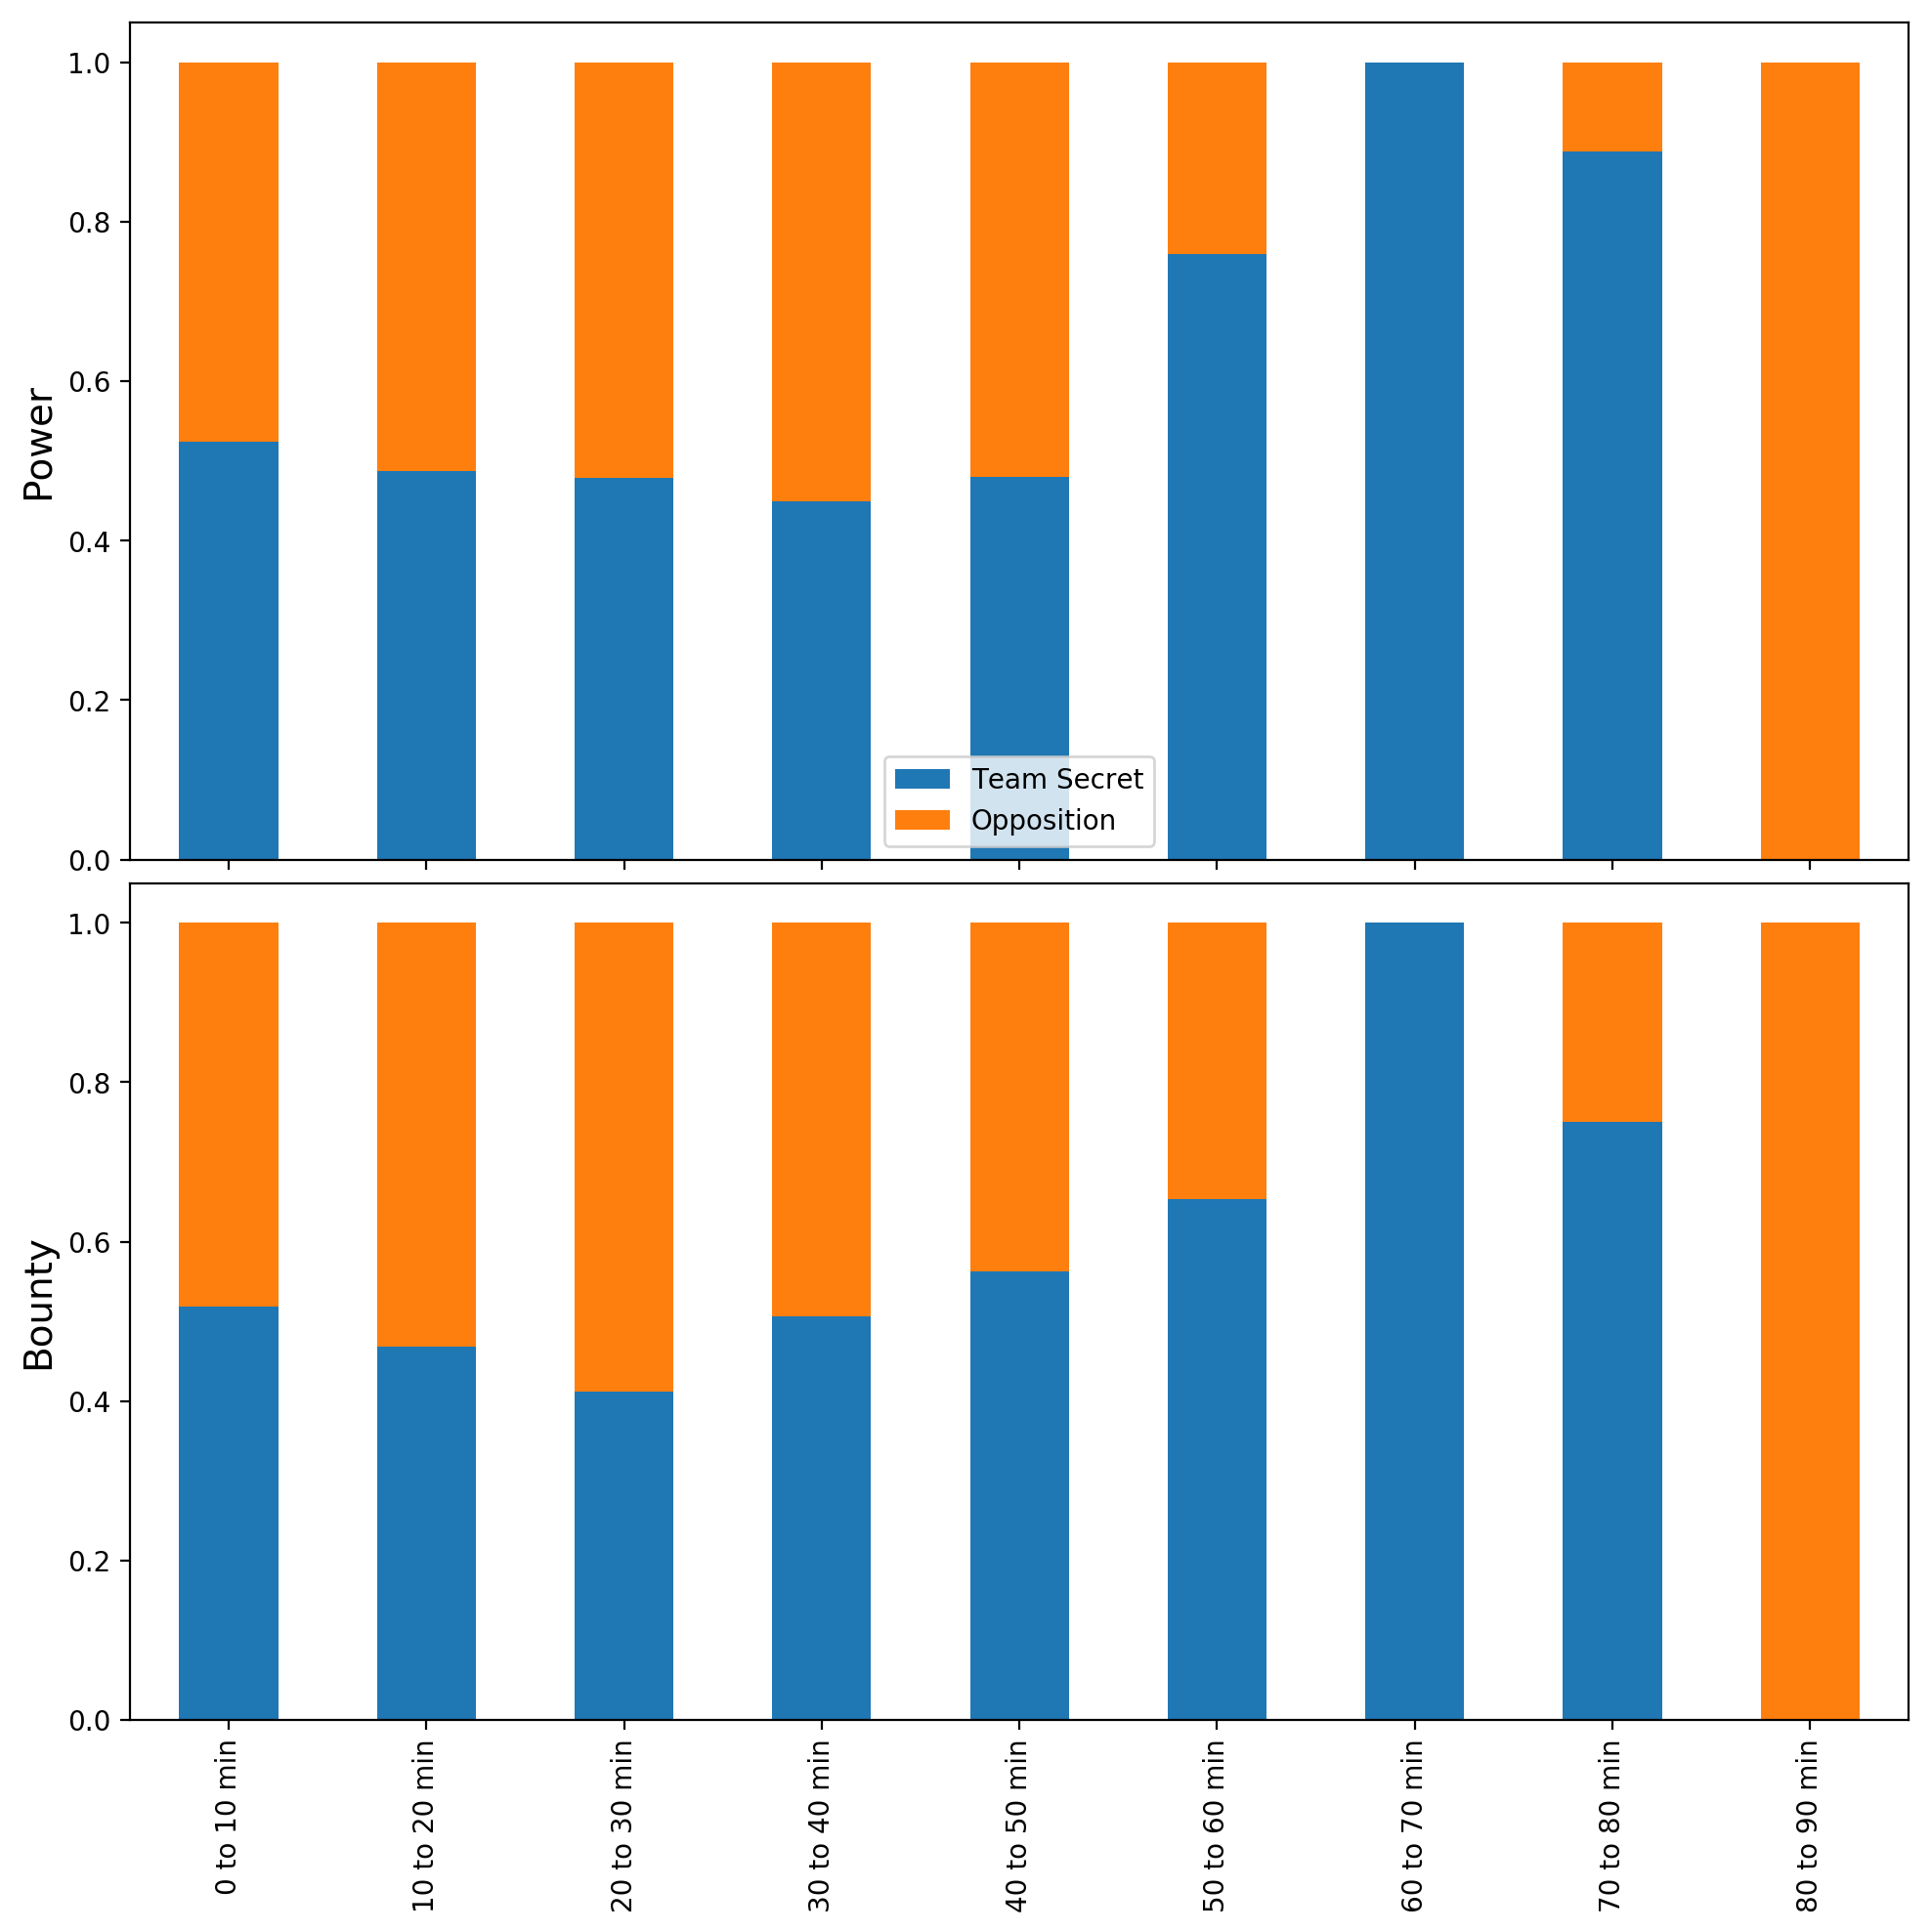 1.0
0.8
0.6
0.4
0.2
0.0
Power
Team Secret
Opposition
1.0
0.8
0.6
0.4
0.2
0.0
Bounty
0 to 10 min
10 to 20 min
20 to 30 min
30 to 40 min
40 to 50 min
50 to 60 min
60 to 70 min
70 to 80 min
80 to 90 min